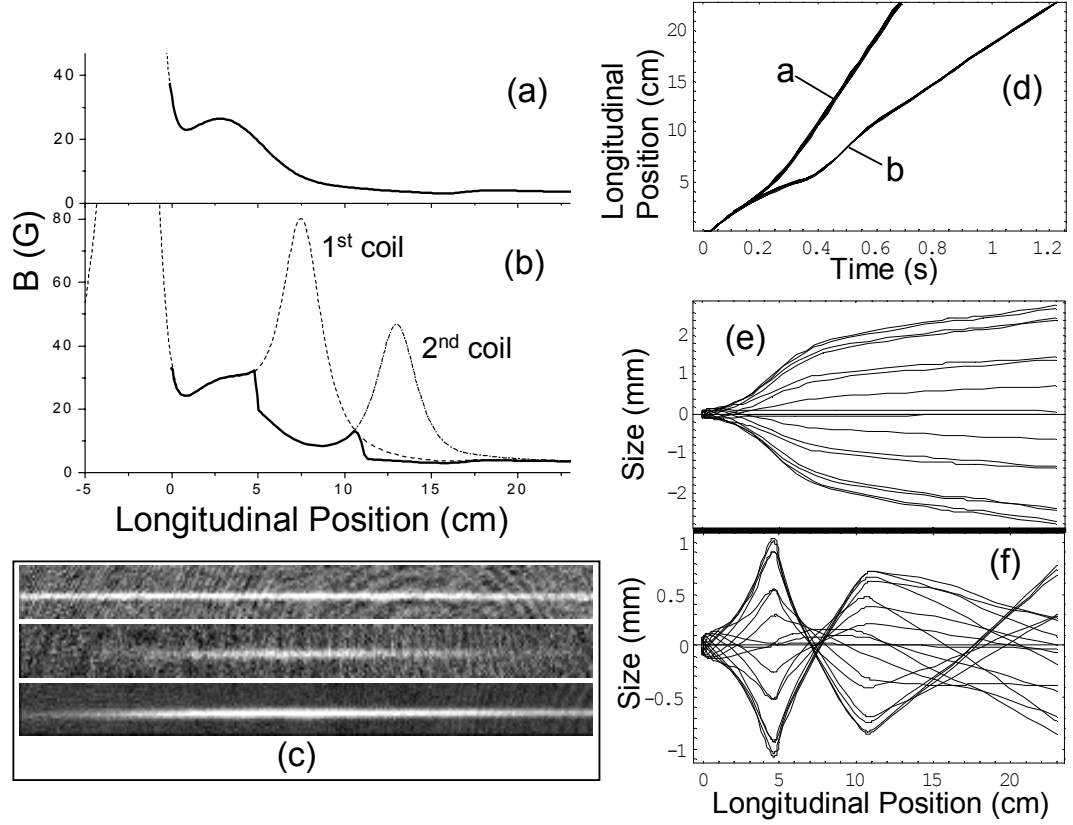 40
20
0
(a)
B (G)
80
60
40
20
0
1st coil
2nd coil
(b)
-5
0
5
10
15
20
Longitudinal Position (cm)
(c)
Longitudinal
Position (cm)
20
15
10
5
a
b
(d)
0
0.2
0.4
0.6
0.8
1
1.2
Time (s)
Size (mm)
2
1
0
-1
-2
(e)
Size (mm)
1
0.5
0
-0.5
-1
(f)
0
5
10
15
20
Longitudinal Position (cm)